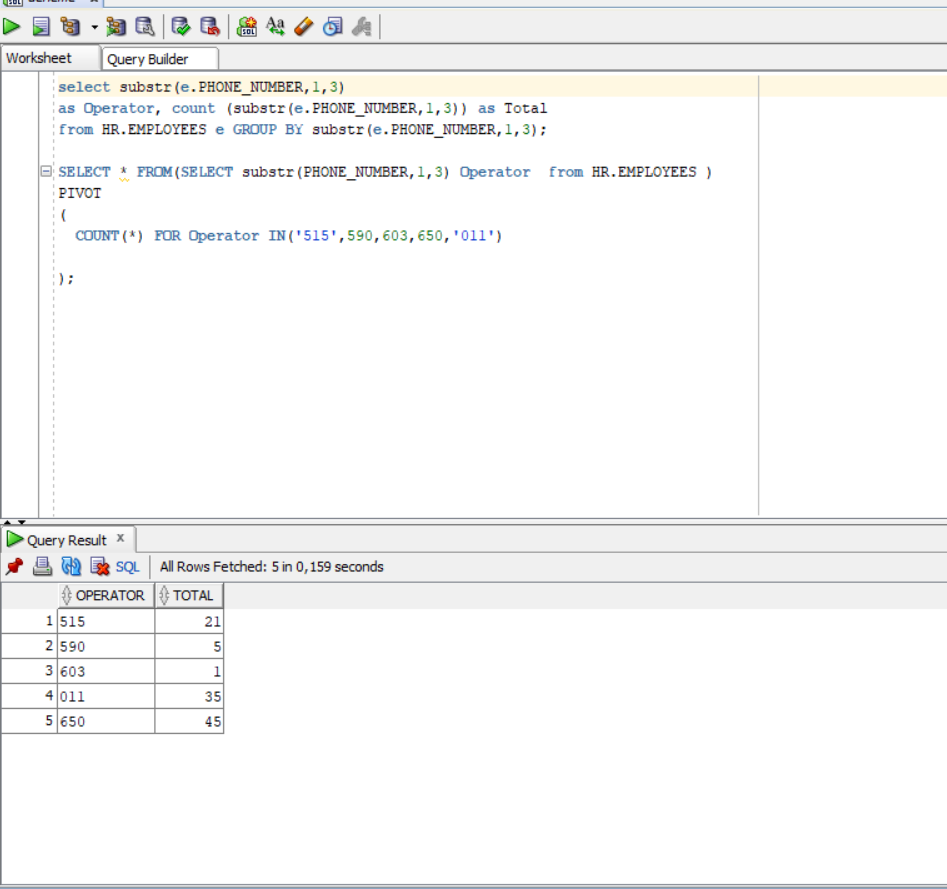 Worksheet Query Builder
select substr(e.PHONE_NUMBER,1,3)
as Operator, count (substr(e.PHONE_NUMBER,1,3)) as Total
from HR.EMPLOYEES e GROUP BY substr(e.PHONE_NUMBER,1,3);
SELECT * FROM(SELECT substr(PHONE_NUMBER,1,3) Operator  from HR.EMPLOYEES )
PIVOT
(
COUNT(*) FOR Operator IN('515',590,603,650,'011')
);
Query Result x
SQL All Rows Fetched: 5 in 0,159 seconds
OPERATOR TOTAL
1 515 21
2 590 5
3 603 1
4 011 35
5 650 45